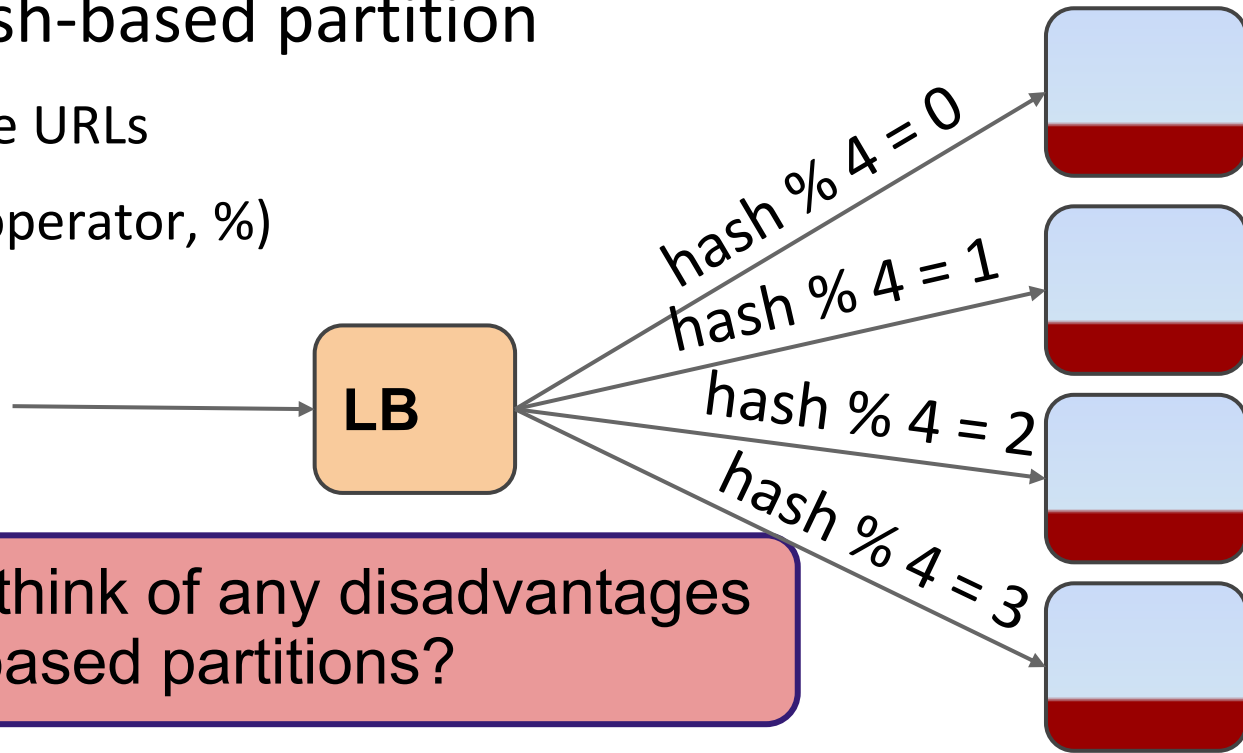 sh-based partition
e URLs
operator, %)
hash % 4 = 0
hash % 4 = 1
hash % 4 = 2
hash % 4 = 3
LB
think of any disadvantages
ased partitions?